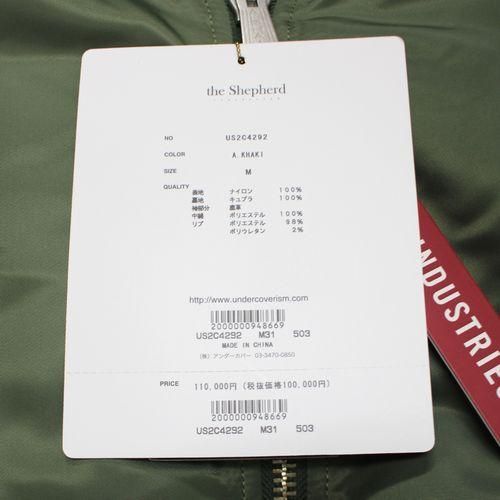 the Shepherd
UNDERCOVER
NO US2C4292
COLOR A.KHAKI
SIZE M
QUALITY
表地 ナイロン 100%
裏地 キュプラ 100%
袖部分 鹿革
中綿 ポリエステル 100%
リブ ポリエステル 98%
ポリウレタン 2%
http://www.undercoverism.com/
2000000948669
US2C4292 M31 503
MADE IN CHINA
(株) アンダーカバー 03-3470-0850
PRICE 110,000円 (税抜価格100,000円)
2000000948669
US2C4292 M31 503
INDUSTRIES